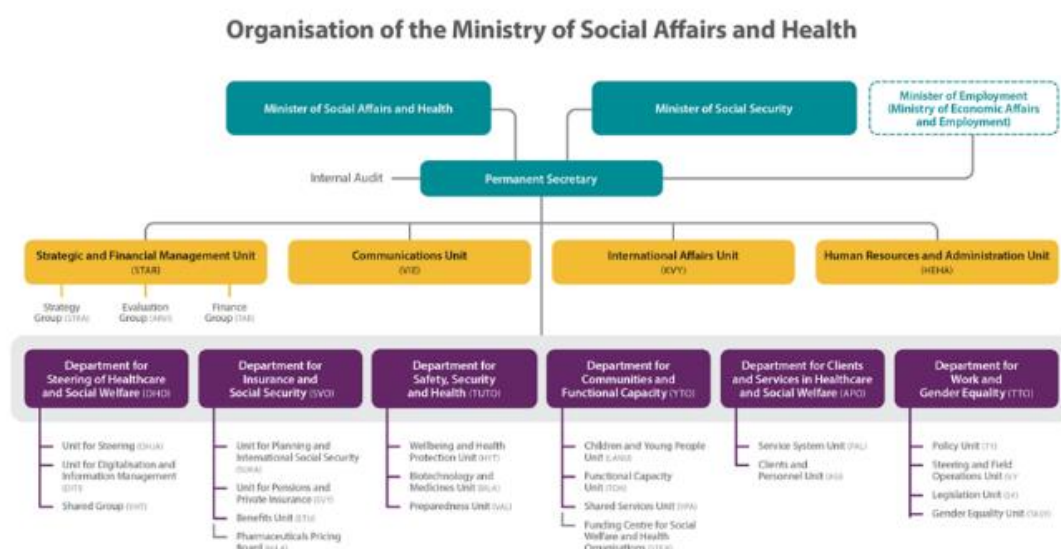 Organisation of the Ministry of Social Affairs and Health
Minister of Social Affairs and Health
Minister of Social Security
Minister of Employment
(Ministry of Economic Affairs
and Employment)
Internal Audit
Permanent Secretary
Strategic and Financial Management Unit
(STAR)
Communications Unit
(VIE)
International Affairs Unit
(KVY)
Human Resources and Administration Unit
(HEHA)
Strategy
Group
Evaluation
Group
Finance
Group
Department for
Steering of Healthcare
and Social Welfare (OHO)
Department for
Insurance and
Social Security (SVO)
Department for
Safety, Security
and Health (TUTO)
Department for
Communities and
Functional Capacity (YTO)
Department for Clients
and Services in Healthcare
and Social Welfare (APO)
Department for
Work and
Gender Equality (TTO)
Unit for Steering
Unit for Digitalisation and
Information Management
Shared Group
Unit for Planning and
International Social Security
Unit for Pensions and
Private Insurance
Benefits Unit
Pharmaceuticals Pricing
Board
Wellbeing and Health
Protection Unit
Biotechnology and
Medicines Unit
Preparedness Unit
Children and Young People
Unit
Functional Capacity
Unit
Shared Services Unit
Funding Centre for Social
Welfare and Health
Organisations
Service System Unit
Clients and
Personnel Unit
Policy Unit
Steering and Field
Operations Unit
Legislation Unit
Gender Equality Unit